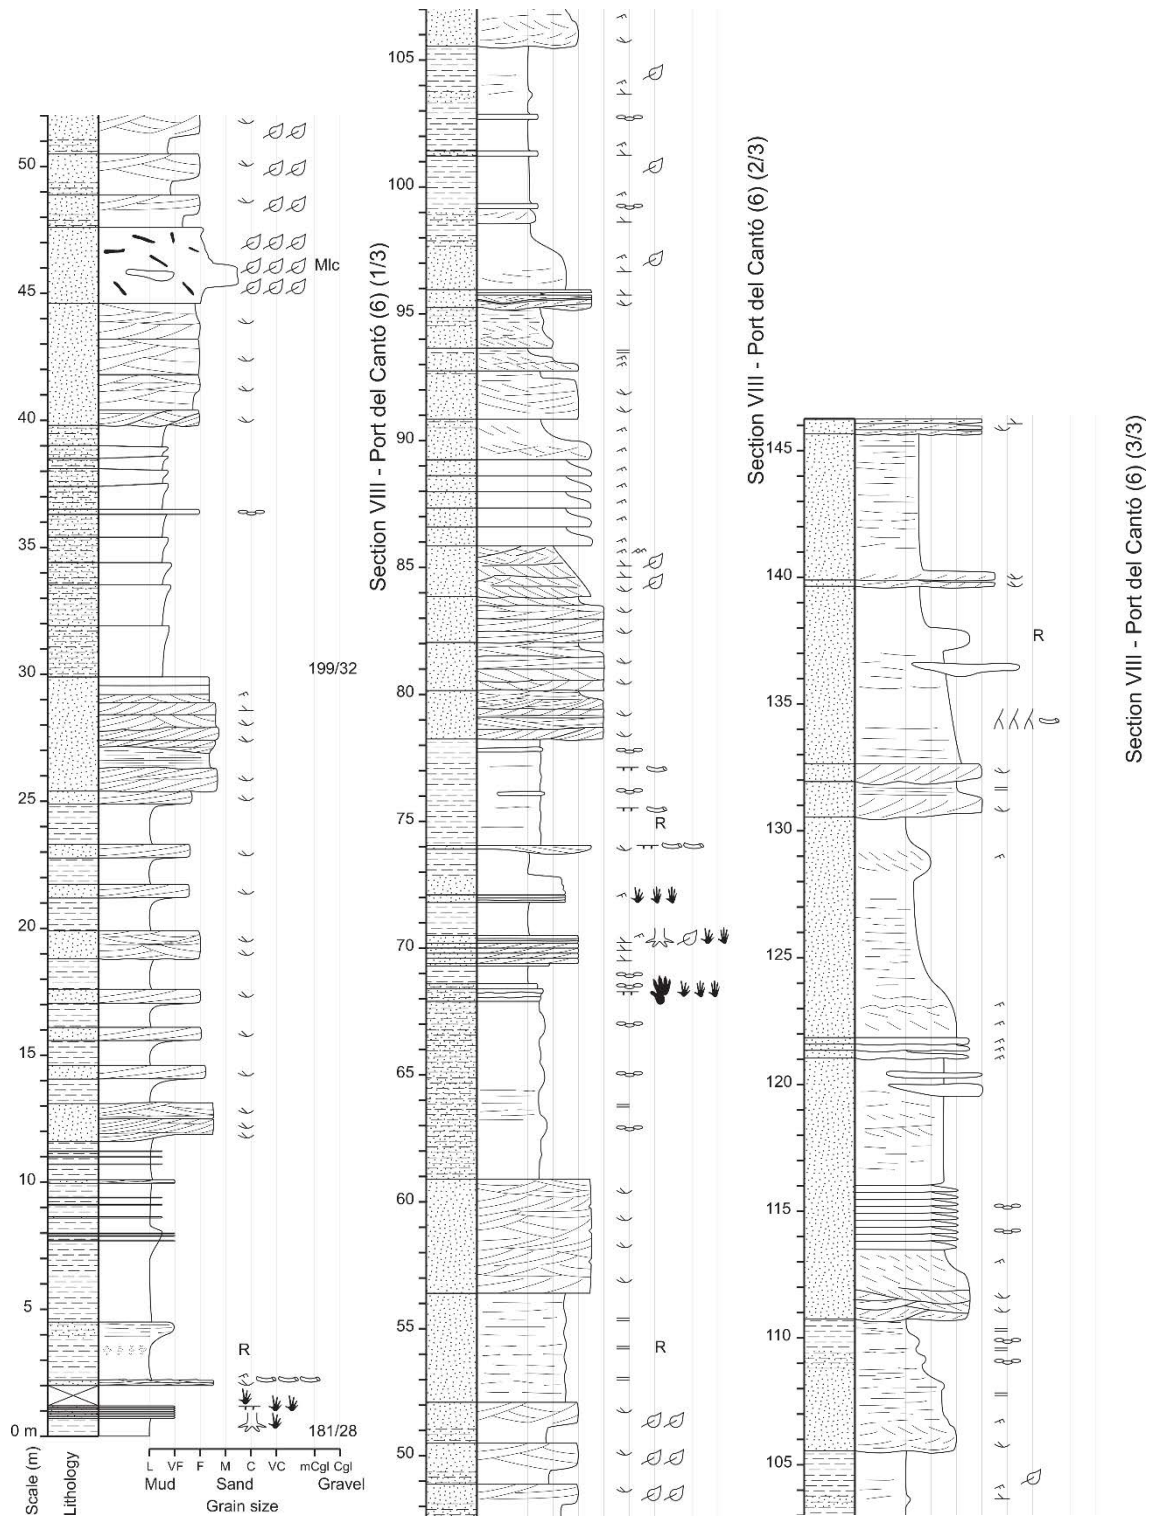 50
45
40
35
30
25
20
15
10
5
0 m
Mlc
199/32
R
181/28
Scale (m)
Lithology
L VF F M C VC mCgl Cgl
Mud Sand Gravel
Grain size
Section VIII - Port del Cantó (6) (1/3)
105
100
95
90
85
80
75
70
65
60
55
50
R
R
Section VIII - Port del Cantó (6) (2/3)
145
140
135
130
125
120
115
110
105
R
Section VIII - Port del Cantó (6) (3/3)